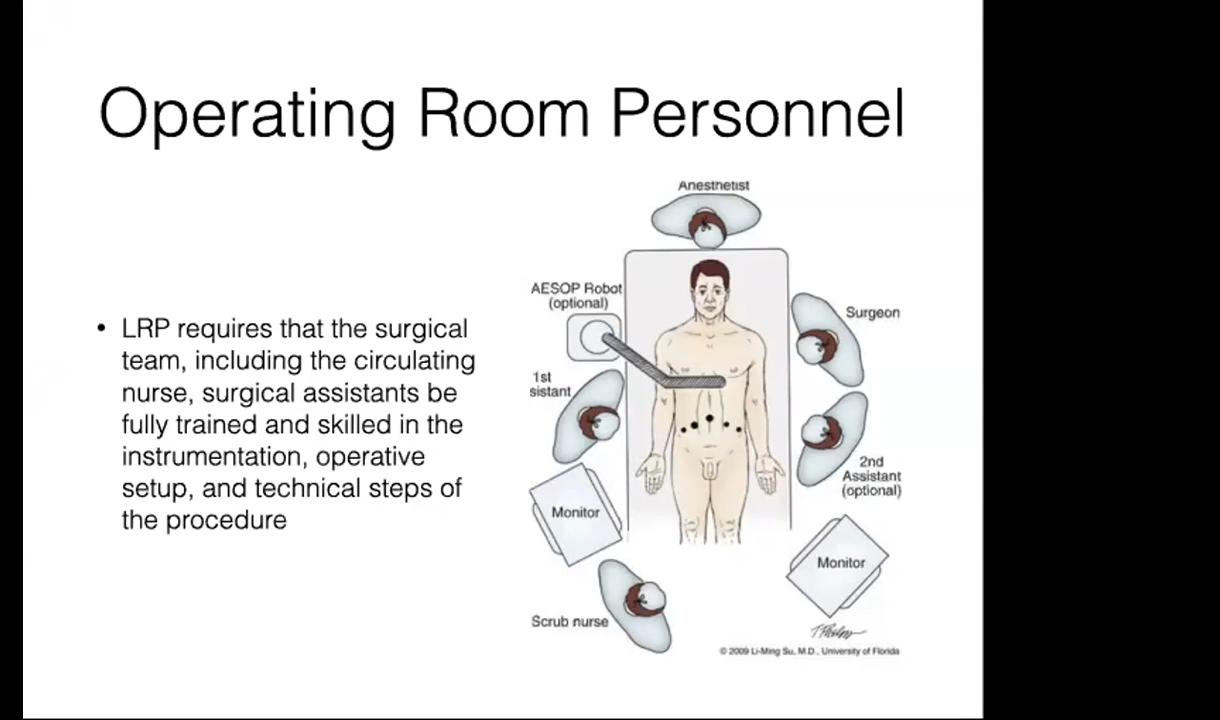 Operating Room Personnel
• LRP requires that the surgical
team, including the circulating
nurse, surgical assistants be
fully trained and skilled in the
instrumentation, operative
setup, and technical steps of
the procedure
Anesthetist
AESOP Robot
(optional)
Surgeon
1st
sistant
2nd
Assistant
(optional)
Monitor
Monitor
Scrub nurse
© 2009 Li-Ming Su, M.D., University of Florida